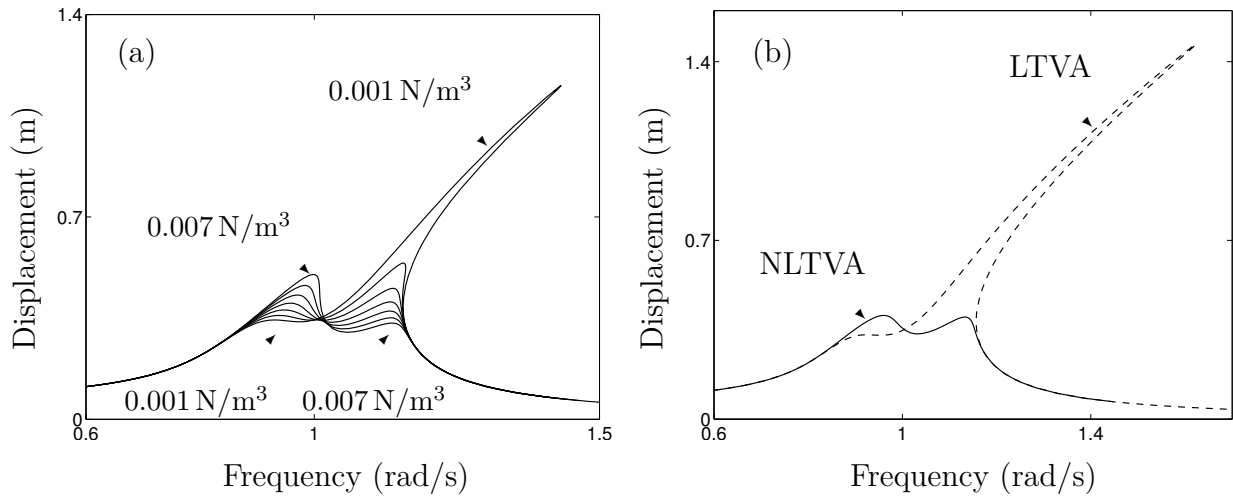 1.4
(a)
0.001 N/m³
0.7
0.007 N/m³
Displacement (m)
0.001 N/m³
0.007 N/m³
0
0.6
1
1.5
Frequency (rad/s)
(b)
LTVA
1.4
0.7
NLTVA
Displacement (m)
0
0.6
1
1.4
Frequency (rad/s)